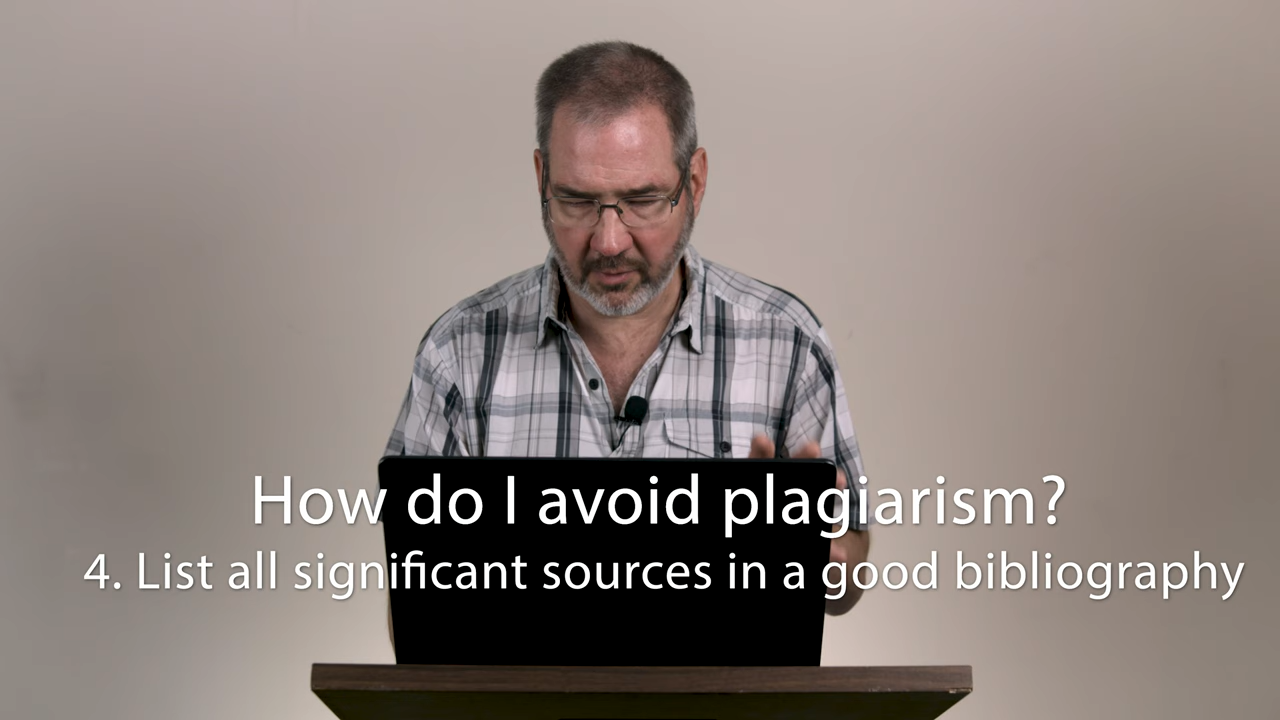 How do I avoid plagiarism?
4. List all significant sources in a good bibliography